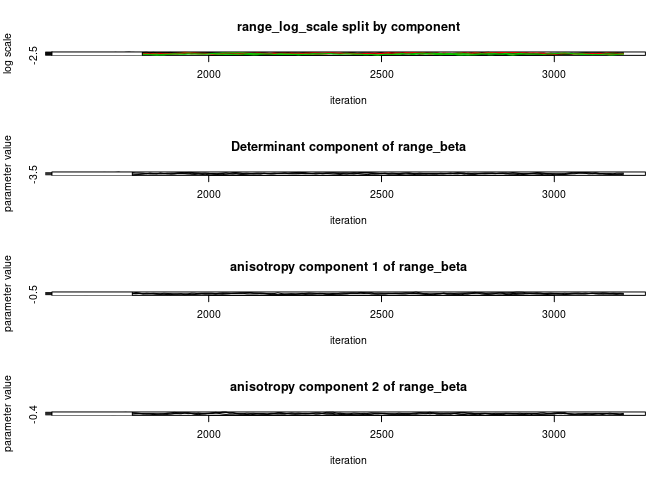 range_log_scale split by component
log scale
-2.5
2000 2500 3000
iteration
Determinant component of range_beta
parameter value
-3.5
2000 2500 3000
iteration
anisotropy component 1 of range_beta
parameter value
-0.5
2000 2500 3000
iteration
anisotropy component 2 of range_beta
parameter value
-0.4
2000 2500 3000
iteration